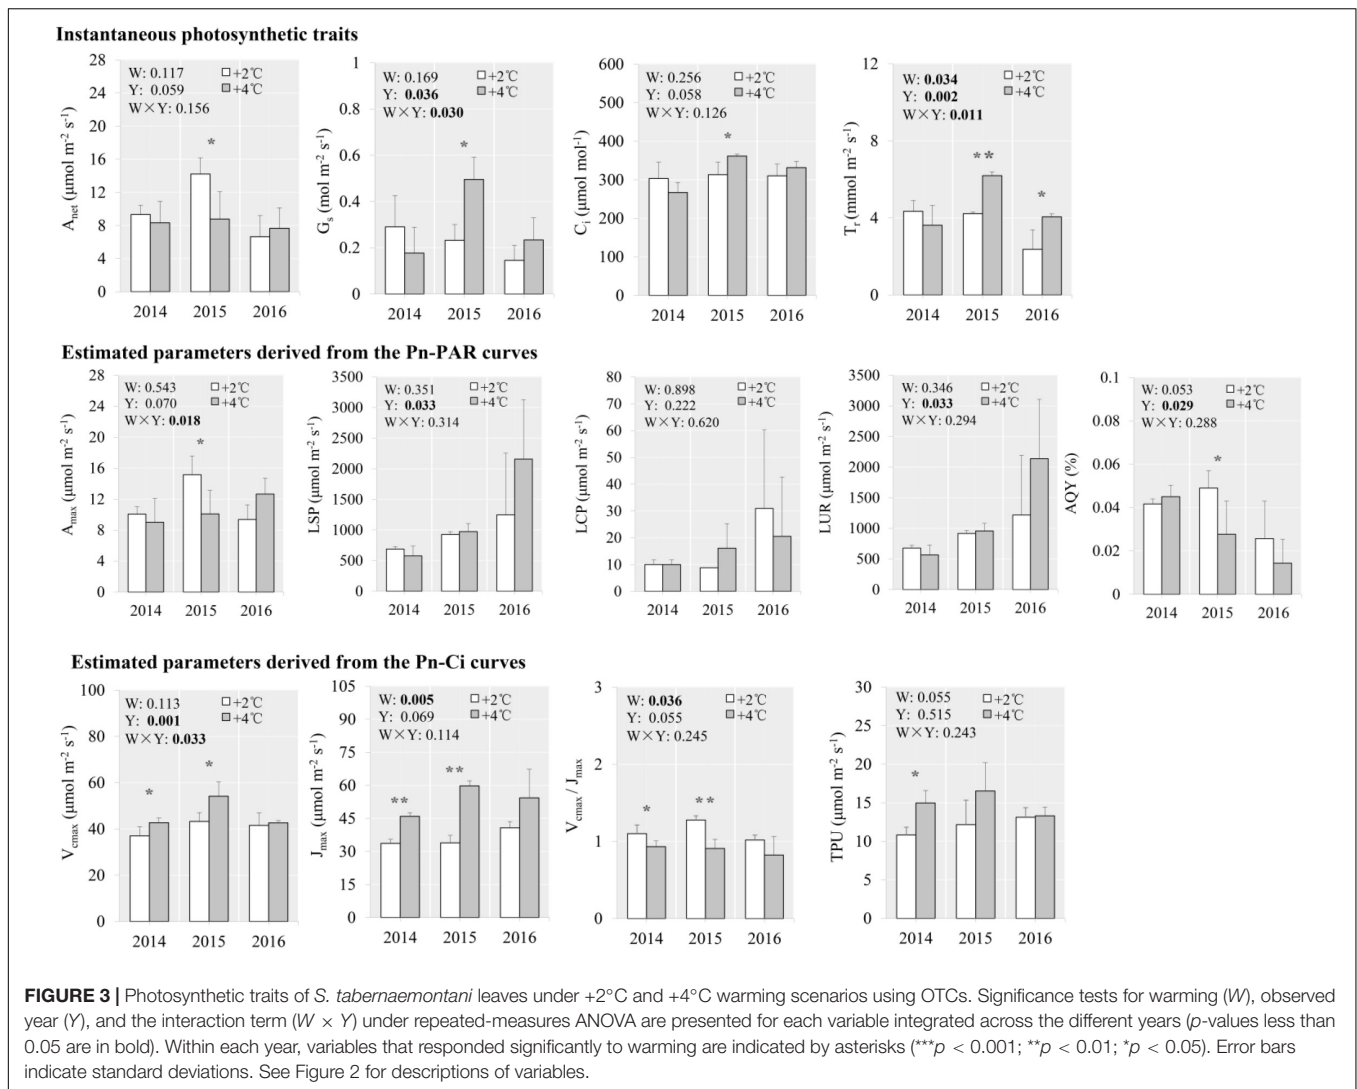 Instantaneous photosynthetic traits
28
24
20
16
12
8
4
0
A_net (μmol m⁻² s⁻¹)
W: 0.117
Y: 0.059
W×Y: 0.156
+2℃
+4℃
*
2014 2015 2016
1
0.8
0.6
0.4
0.2
0
G_s (mol m⁻² s⁻¹)
W: 0.169
Y: 0.036
W×Y: 0.030
+2℃
+4℃
*
2014 2015 2016
600
500
400
300
200
100
0
C_i (μmol mol⁻¹)
W: 0.256
Y: 0.058
W×Y: 0.126
+2℃
+4℃
*
2014 2015 2016
12
8
4
0
T_r (mmol m⁻² s⁻¹)
W: 0.034
Y: 0.002
W×Y: 0.011
+2℃
+4℃
**
*
2014 2015 2016
Estimated parameters derived from the Pn-PAR curves
28
24
20
16
12
8
4
0
A_max (μmol m⁻² s⁻¹)
W: 0.543
Y: 0.070
W×Y: 0.018
+2℃
+4℃
*
2014 2015 2016
3500
3000
2500
2000
1500
1000
500
0
LSP (μmol m⁻² s⁻¹)
W: 0.351
Y: 0.033
W×Y: 0.314
+2℃
+4℃
2014 2015 2016
80
70
60
50
40
30
20
10
0
LCP (μmol m⁻² s⁻¹)
W: 0.898
Y: 0.222
W×Y: 0.620
+2℃
+4℃
2014 2015 2016
3500
3000
2500
2000
1500
1000
500
0
LUR (μmol m⁻² s⁻¹)
W: 0.346
Y: 0.033
W×Y: 0.294
+2℃
+4℃
2014 2015 2016
0.1
0.08
0.06
0.04
0.02
0
AQY (%)
W: 0.053
Y: 0.029
W×Y: 0.288
+2℃
+4℃
*
2014 2015 2016
Estimated parameters derived from the Pn-Ci curves
100
80
60
40
20
0
V_cmax (μmol m⁻² s⁻¹)
W: 0.113
Y: 0.001
W×Y: 0.033
+2℃
+4℃
*
*
2014 2015 2016
105
90
75
60
45
30
15
0
J_max (μmol m⁻² s⁻¹)
W: 0.005
Y: 0.069
W×Y: 0.114
+2℃
+4℃
**
**
2014 2015 2016
3
2
1
0
V_cmax / J_max
W: 0.036
Y: 0.055
W×Y: 0.245
+2℃
+4℃
*
**
2014 2015 2016
30
25
20
15
10
5
0
TPU (μmol m⁻² s⁻¹)
W: 0.055
Y: 0.515
W×Y: 0.243
+2℃
+4℃
*
2014 2015 2016
FIGURE 3 | Photosynthetic traits of S. tabernaemontani leaves under +2°C and +4°C warming scenarios using OTCs. Significance tests for warming (W), observed
year (Y), and the interaction term (W × Y) under repeated-measures ANOVA are presented for each variable integrated across the different years (p-values less than
0.05 are in bold). Within each year, variables that responded significantly to warming are indicated by asterisks (***p < 0.001; **p < 0.01; *p < 0.05). Error bars
indicate standard deviations. See Figure 2 for descriptions of variables.